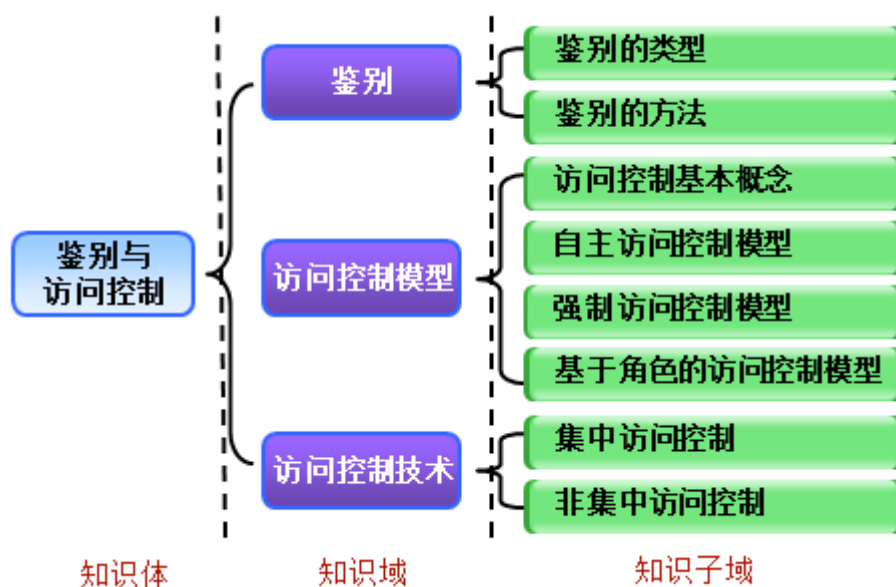 鉴别与
访问控制
鉴别
访问控制模型
访问控制技术
鉴别的类型
鉴别的方法
访问控制基本概念
自主访问控制模型
强制访问控制模型
基于角色的访问控制模型
集中访问控制
非集中访问控制
知识体
知识域
知识子域